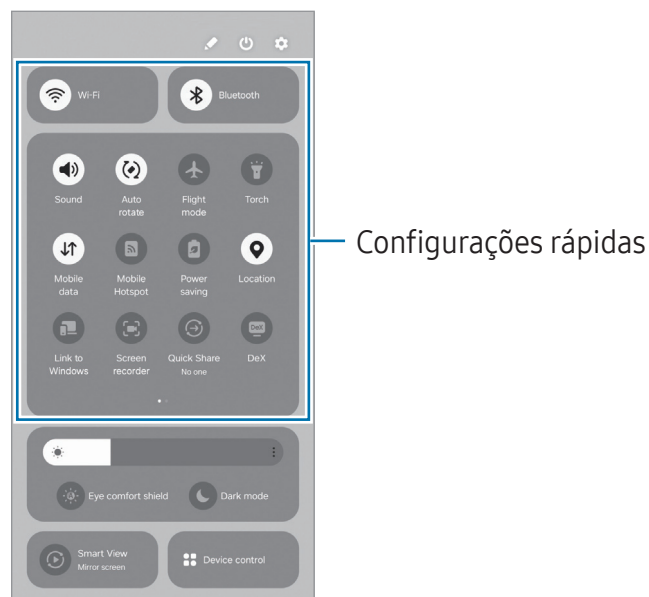 Wi-Fi
Bluetooth
Sound
Auto
rotate
Flight
mode
Torch
Configurações rápidas
Mobile
data
Mobile
Hotspot
Power
saving
Location
Link to
Windows
Screen
recorder
Quick Share
No one
DeX
DeX
Eye comfort shield
Dark mode
Smart View
Mirror screen
Device control